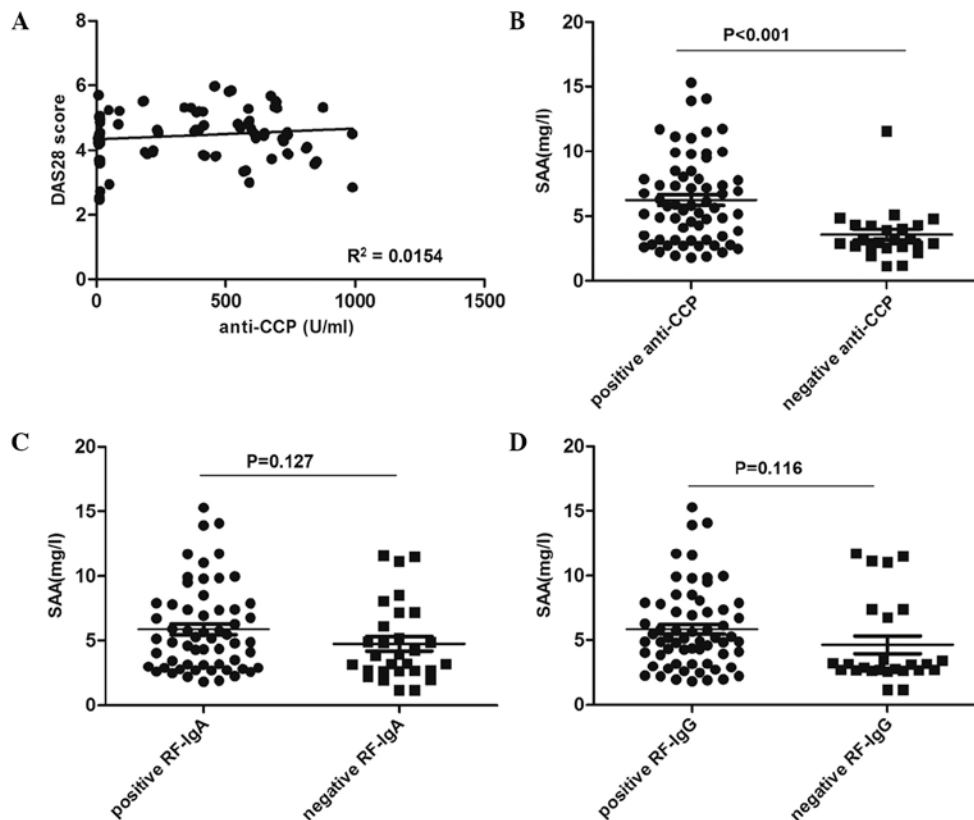 A
8
6
4
2
0
DAS28 score
R² = 0.0154
0
500
1000
1500
anti-CCP (U/ml)
B
P<0.001
20
15
10
5
0
SAA(mg/l)
positive anti-CCP
negative anti-CCP
C
P=0.127
20
15
10
5
0
SAA(mg/l)
positive RF-IgA
negative RF-IgA
D
P=0.116
20
15
10
5
0
SAA(mg/l)
positive RF-IgG
negative RF-IgG